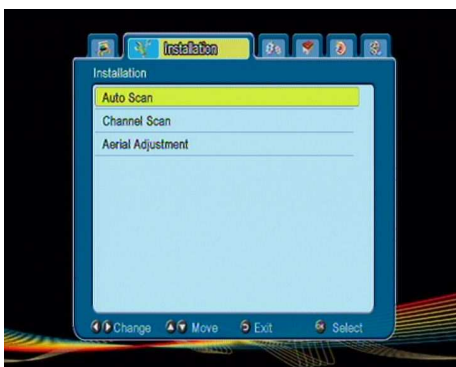 Installation
Installation
Auto Scan
Channel Scan
Aerial Adjustment
Change Move Exit Select